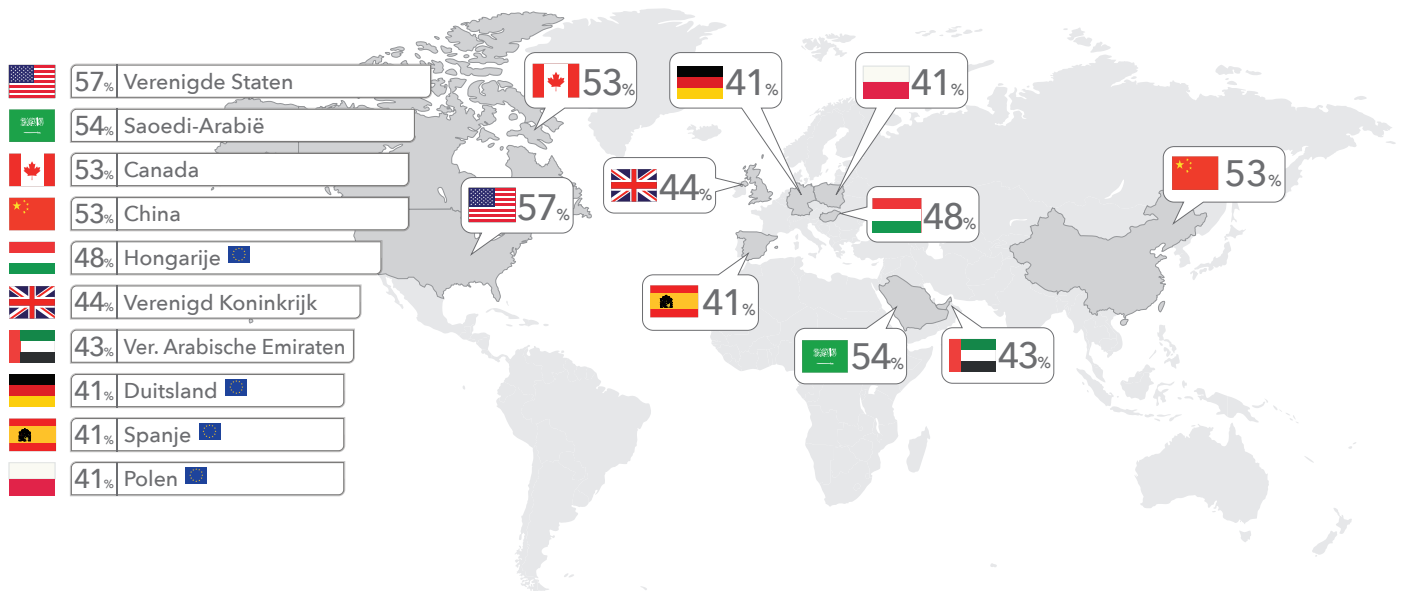 57% Verenigde Staten
54% Saoedi-Arabië
53% Canada
53% China
48% Hongarije
44% Verenigd Koninkrijk
43% Ver. Arabische Emiraten
41% Duitsland
41% Spanje
41% Polen
53%
41%
41%
53%
44%
57%
48%
41%
54%
43%